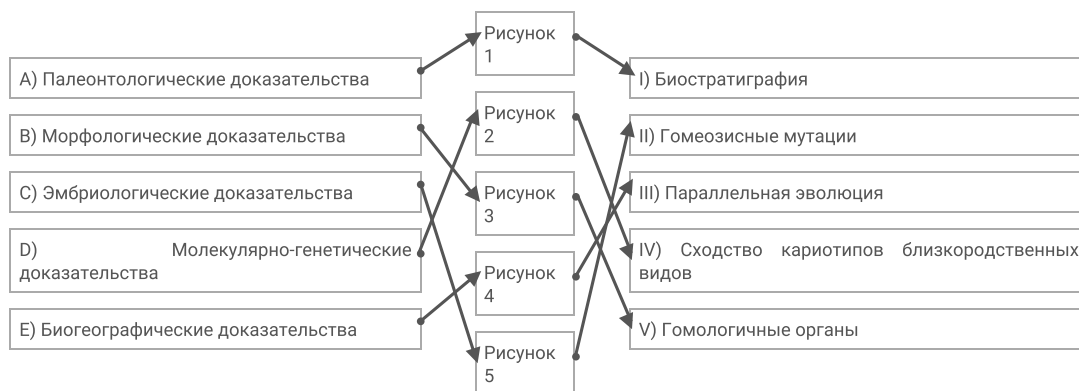 A) Палеонтологические доказательства
B) Морфологические доказательства
C) Эмбриологические доказательства
D) Молекулярно-генетические
доказательства
E) Биогеографические доказательства
Рисунок
1
Рисунок
2
Рисунок
3
Рисунок
4
Рисунок
5
I) Биостратиграфия
II) Гомеозисные мутации
III) Параллельная эволюция
IV) Сходство кариотипов близкородственных
видов
V) Гомологичные органы